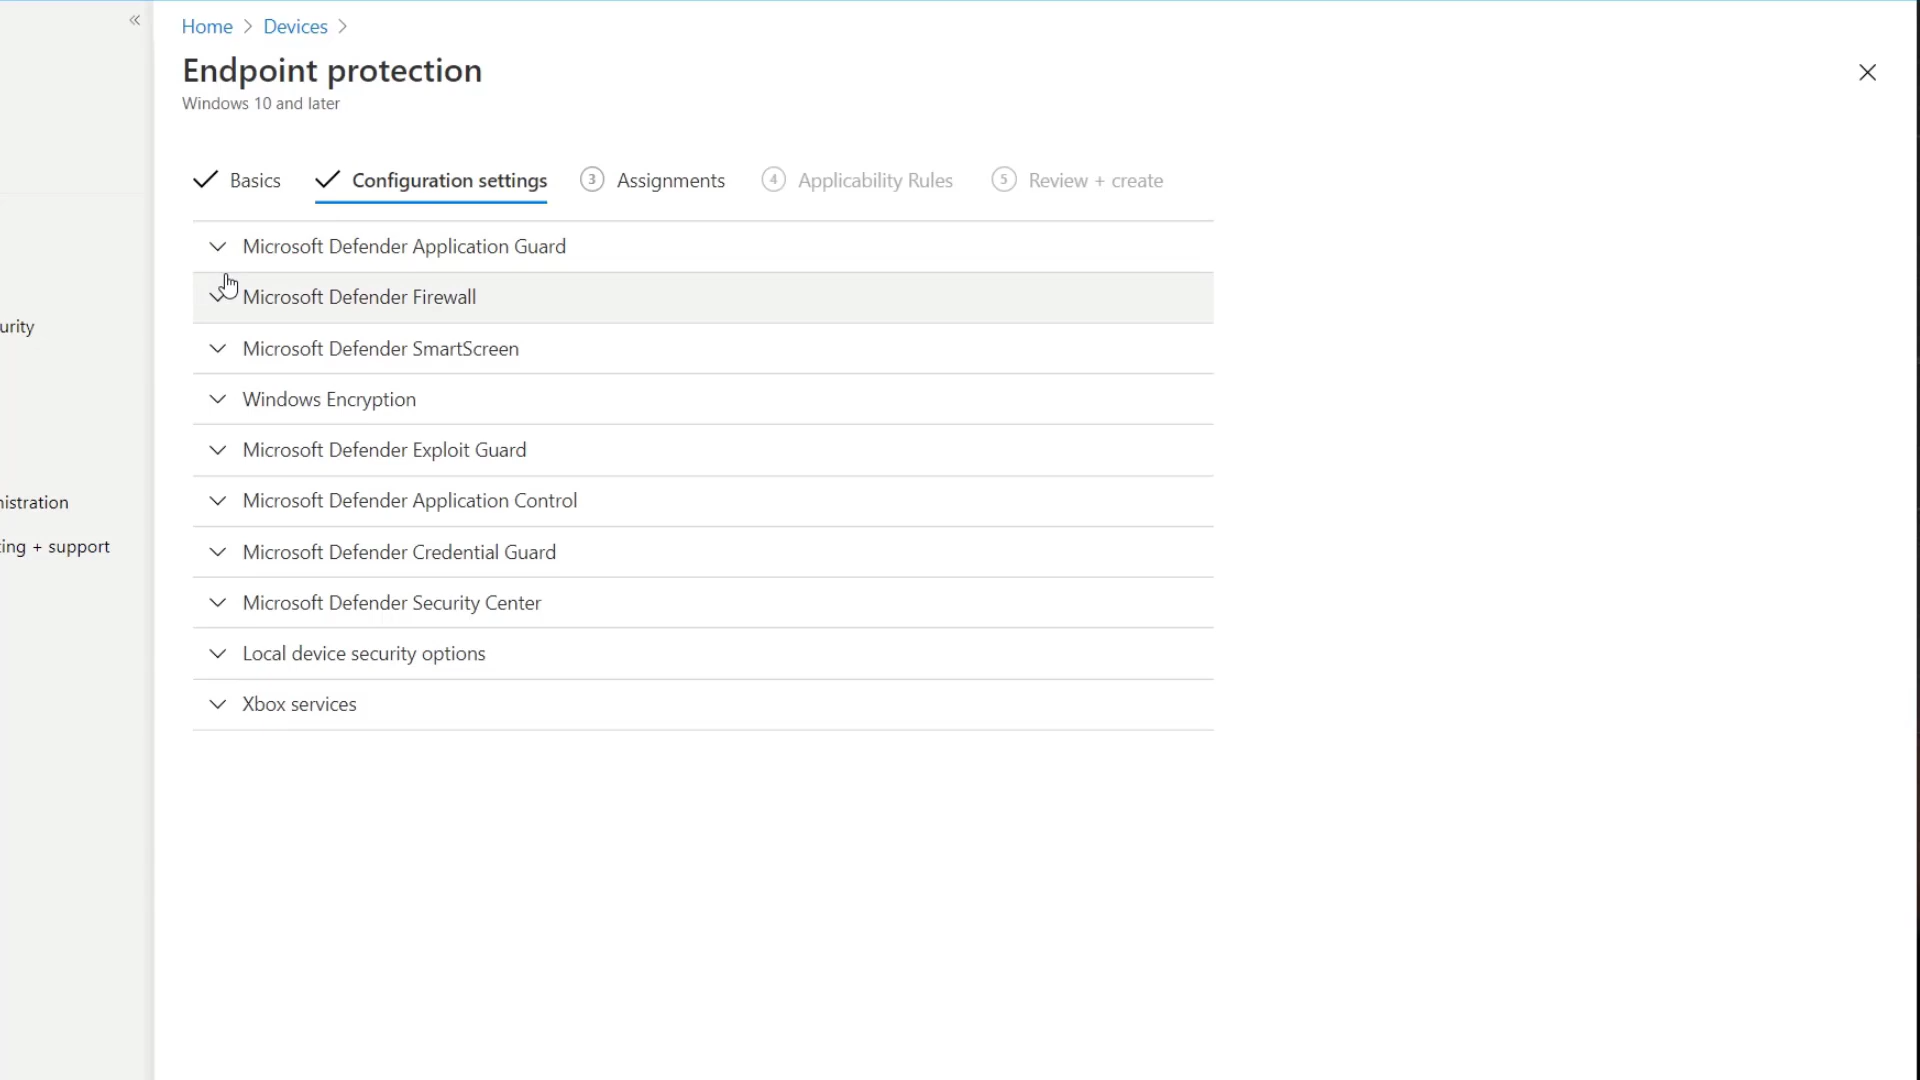 Home > Devices >
Endpoint protection
Windows 10 and later
Basics
Configuration settings
3 Assignments
4 Applicability Rules
5 Review + create
Microsoft Defender Application Guard
Microsoft Defender Firewall
Microsoft Defender SmartScreen
Windows Encryption
Microsoft Defender Exploit Guard
Microsoft Defender Application Control
Microsoft Defender Credential Guard
Microsoft Defender Security Center
Local device security options
Xbox services
urity
nistration
ting + support